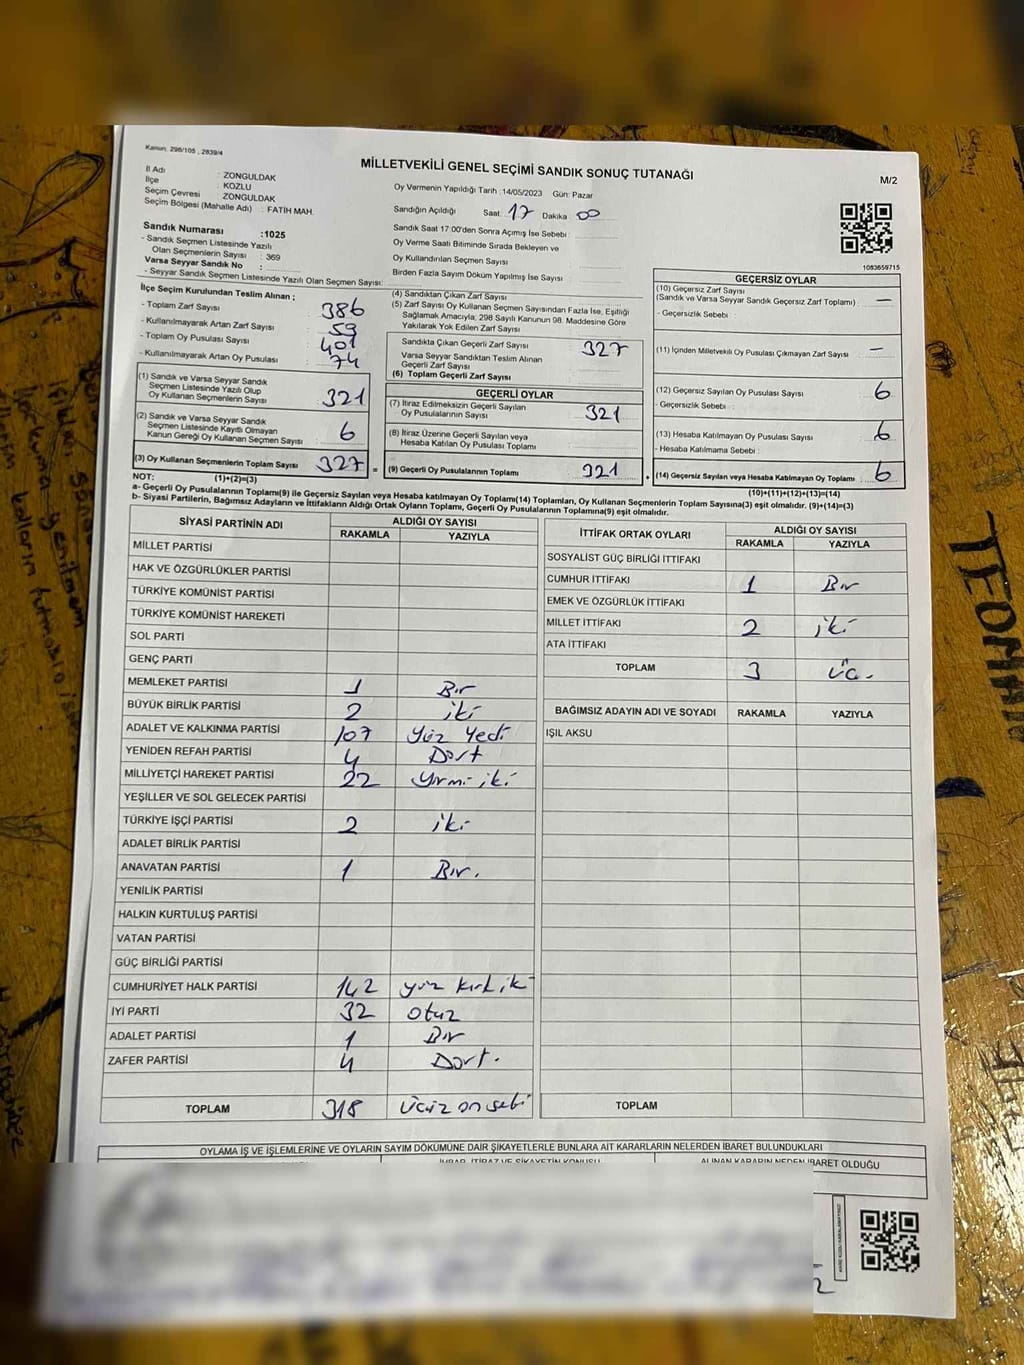 Kanun. 298/105 , 2839/4
MİLLETVEKİLİ GENEL SEÇİMİ SANDIK SONUÇ TUTANAĞI
M/2
İl Adı : ZONGULDAK
İlçe : KOZLU
Seçim Çevresi : ZONGULDAK
Seçim Bölgesi (Mahalle Adı) : FATİH MAH.
Oy Vermenin Yapıldığı Tarih :14/05/2023 Gün: Pazar
Sandığın Açıldığı Saat: 17 Dakika 00
Sandık Saat 17:00'den Sonra Açımış İse Sebebi :
Oy Verme Saati Bitiminde Sırada Bekleyen ve
Oy Kullandırılan Seçmen Sayısı
Birden Fazla Sayım Döküm Yapılmış İse Sayısı :
1083659715
Sandık Numarası :1025
- Sandık Seçmen Listesinde Yazılı
Olan Seçmenlerin Sayısı : 369
Varsa Seyyar Sandık No :
- Seyyar Sandık Seçmen Listesinde Yazılı Olan Seçmen Sayısı:
İlçe Seçim Kurulundan Teslim Alınan ;
- Toplam Zarf Sayısı : 386
- Kullanılmayarak Artan Zarf Sayısı : 59
- Toplam Oy Pusulası Sayısı : 401
- Kullanılmayarak Artan Oy Pusulası : 74
(1) Sandık ve Varsa Seyyar Sandık
Seçmen Listesinde Yazılı Olup
Oy Kullanan Seçmenlerin Sayısı : 321
(2) Sandık ve Varsa Seyyar Sandık
Seçmen Listesinde Kayıtlı Olmayan
Kanun Gereği Oy Kullanan Seçmen Sayısı : 6
(3) Oy Kullanan Seçmenlerin Toplam Sayısı 327 =
(1)+(2)=(3)
(4) Sandıktan Çıkan Zarf Sayısı
(5) Zarf Sayısı Oy Kullanan Seçmen Sayısından Fazla İse, Eşitliği
Sağlamak Amacıyla; 298 Sayılı Kanunun 98. Maddesine Göre
Yakılarak Yok Edilen Zarf Sayısı
Sandıkta Çıkan Geçerli Zarf Sayısı : 327
Varsa Seyyar Sandıktan Teslim Alınan
Geçerli Zarf Sayısı
(6) Toplam Geçerli Zarf Sayısı
GEÇERLİ OYLAR
(7) İtiraz Edilmeksizin Geçerli Sayılan
Oy Pusulalarının Sayısı : 321
(8) İtiraz Üzerine Geçerli Sayılan veya
Hesaba Katılan Oy Pusulası Toplamı
(9) Geçerli Oy Pusulalarının Toplamı : 321 +
GEÇERSİZ OYLAR
(10) Geçersiz Zarf Sayısı
(Sandık ve Varsa Seyyar Sandık Geçersiz Zarf Toplamı) : —
- Geçersizlik Sebebi :
(11) İçinden Milletvekili Oy Pusulası Çıkmayan Zarf Sayısı : —
(12) Geçersiz Sayılan Oy Pusulası Sayısı : 6
- Geçersizlik Sebebi :
(13) Hesaba Katılmayan Oy Pusulası Sayısı : 6
- Hesaba Katılmama Sebebi :
(14) Geçersiz Sayılan veya Hesaba Katılmayan Oy Toplamı : 6
(10)+(11)+(12)+(13)=(14)
NOT:
a- Geçerli Oy Pusulalarının Toplamı(9) ile Geçersiz Sayılan veya Hesaba katılmayan Oy Toplamı(14) Toplamları, Oy Kullanan Seçmenlerin Toplam Sayısına(3) eşit olmalıdır. (9)+(14)=(3)
b- Siyasi Partilerin, Bağımsız Adayların ve İttifakların Aldığı Ortak Oyların Toplamı, Geçerli Oy Pusulalarının Toplamına(9) eşit olmalıdır.
SİYASİ PARTİNİN ADI ALDIĞI OY SAYISI
RAKAMLA YAZIYLA
MİLLET PARTİSİ
HAK VE ÖZGÜRLÜKLER PARTİSİ
TÜRKİYE KOMÜNİST PARTİSİ
TÜRKİYE KOMÜNİST HAREKETİ
SOL PARTİ
GENÇ PARTİ
MEMLEKET PARTİSİ 1 Bir
BÜYÜK BİRLİK PARTİSİ 2 iki
ADALET VE KALKINMA PARTİSİ 107 Yüz Yedi
YENİDEN REFAH PARTİSİ 4 Dört
MİLLİYETÇİ HAREKET PARTİSİ 22 Yirmi iki
YEŞİLLER VE SOL GELECEK PARTİSİ
TÜRKİYE İŞÇİ PARTİSİ 2 iki
ADALET BİRLİK PARTİSİ
ANAVATAN PARTİSİ 1 Bir.
YENİLİK PARTİSİ
HALKIN KURTULUŞ PARTİSİ
VATAN PARTİSİ
GÜÇ BİRLİĞİ PARTİSİ
CUMHURİYET HALK PARTİSİ 142 yüz kırk ik
İYİ PARTİ 32 otuz
ADALET PARTİSİ 1 Bir
ZAFER PARTİSİ 4 Dört.
TOPLAM 318
İTTİFAK ORTAK OYLARI ALDIĞI OY SAYISI
RAKAMLA YAZIYLA
SOSYALİST GÜÇ BİRLİĞİ İTTİFAKI
CUMHUR İTTİFAKI 1 Bir
EMEK VE ÖZGÜRLÜK İTTİFAKI
MİLLET İTTİFAKI 2 iki
ATA İTTİFAKI
TOPLAM 3 üç.
BAĞIMSIZ ADAYIN ADI VE SOYADI RAKAMLA YAZIYLA
IŞIL AKSU
TOPLAM
OYLAMA İŞ VE İŞLEMLERİNE VE OYLARIN SAYIM DÖKÜMÜNE DAİR ŞİKAYETLERLE BUNLARA AİT KARARLARIN NELERDEN İBARET BULUNDUKLARI
İHBAR, İTİRAZ VE ŞİKAYETİN KONUSU ALINAN KARARIN NEDEN İBARET OLDUĞU
TEOMAN